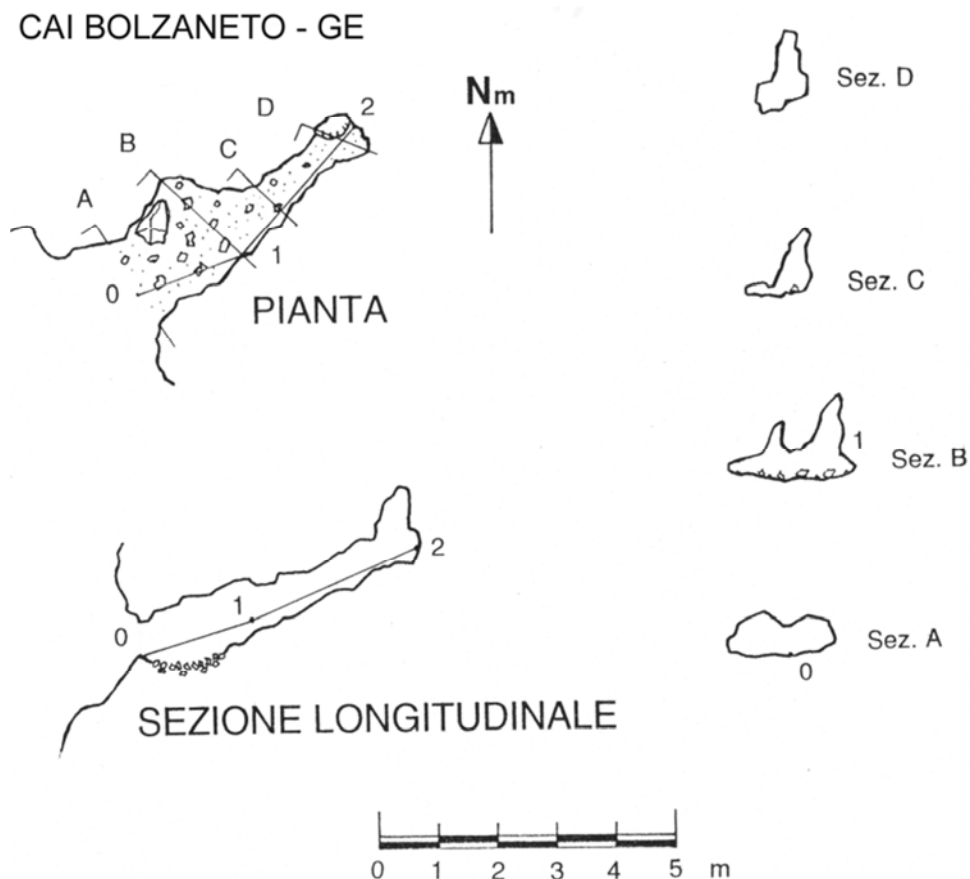 CAI BOLZANETO - GE
Nm
Sez. D
D
2
B
C
A
1
0
PIANTA
Sez. C
1
Sez. B
2
1
0
Sez. A
0
SEZIONE LONGITUDINALE
0 1 2 3 4 5 m